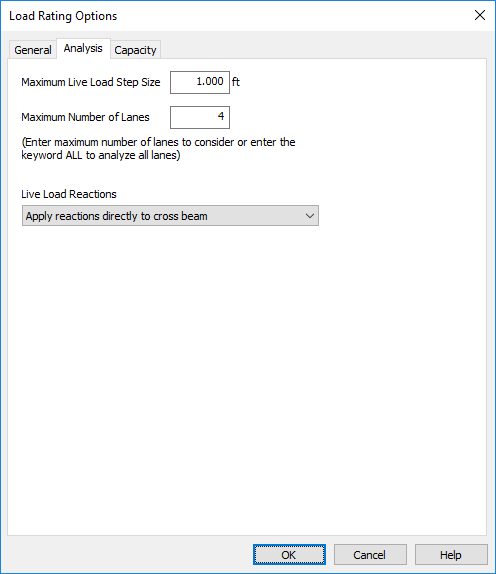 Load Rating Options
General Analysis Capacity
Maximum Live Load Step Size 1.000 ft
Maximum Number of Lanes 4
(Enter maximum number of lanes to consider or enter the
keyword ALL to analyze all lanes)
Live Load Reactions
Apply reactions directly to cross beam
OK Cancel Help